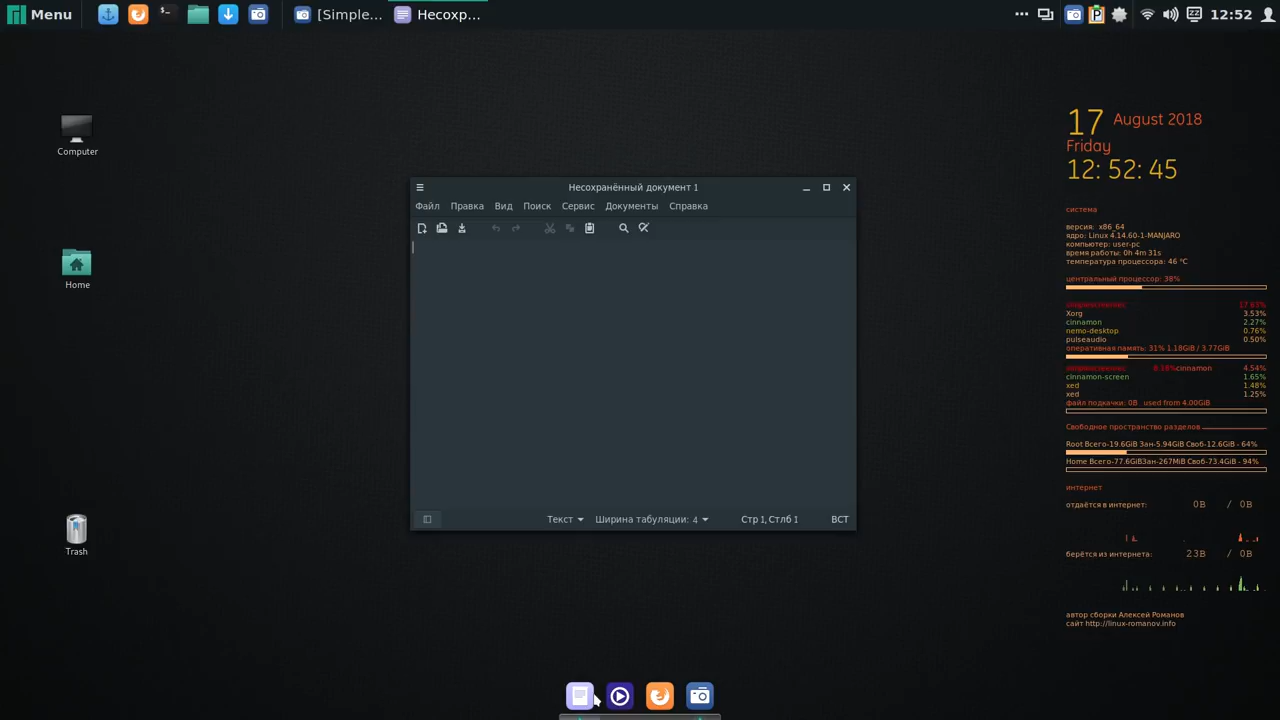 Menu
[Simple...
Несохр...
12:52
Computer
Home
Trash
Несохранённый документ 1
Файл Правка Вид Поиск Сервис Документы Справка
Текст
Ширина табуляции: 4
Стр 1, Стлб 1
ВСТ
17 August 2018
Friday
12: 52: 45
система
версия: x86_64
ядро: Linux 4.14.60-1-MANJARO
компьютер: user-pc
время работы: 0h 4m 31s
температура процессора: 46 °C
центральный процессор: 38%
simplescreenrec 17.63%
Xorg 3.53%
cinnamon 2.27%
nemo-desktop 0.76%
pulseaudio 0.50%
оперативная память: 31% 1.18GiB / 3.77GiB
8.18% cinnamon 4.54%
cinnamon-screen 1.65%
xed 1.48%
xed 1.25%
файл подкачки: 0B used from 4.00GiB
Свободное пространство разделов
Root Всего-19.6GiB Зан-5.94GiB Своб-12.6GiB - 64%
Home Всего-77.6GiBЗан-267MiB Своб-73.4GiB - 94%
интернет
отдаётся в интернет: 0B / 0B
берётся из интернета: 23B / 0B
автор сборки Алексей Романов
сайт http://linux-romanov.info